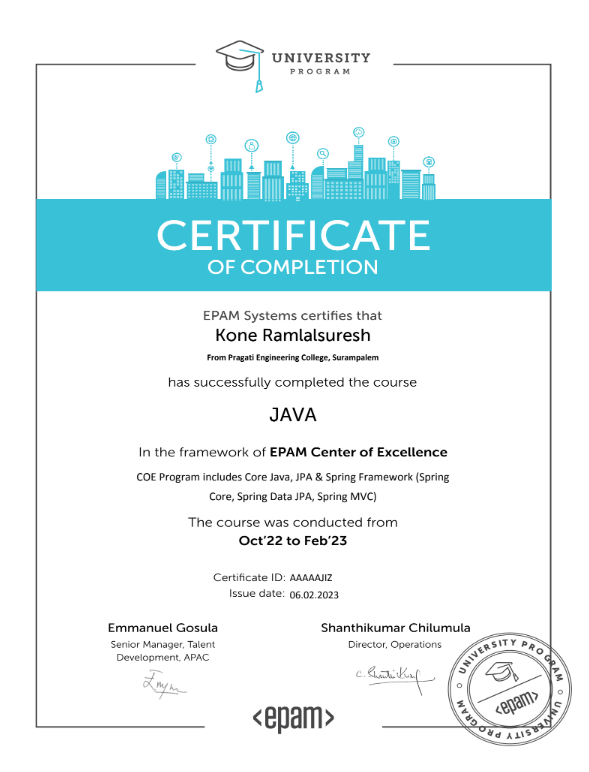 UNIVERSITY
PROGRAM
CERTIFICATE
OF COMPLETION
EPAM Systems certifies that
Kone Ramlalsuresh
From Pragati Engineering College, Surampalem
has successfully completed the course
JAVA
In the framework of EPAM Center of Excellence
COE Program includes Core Java, JPA & Spring Framework (Spring
Core, Spring Data JPA, Spring MVC)
The course was conducted from
Oct'22 to Feb'23
Certificate ID: AAAAAJIZ
Issue date: 06.02.2023
Emmanuel Gosula
Senior Manager, Talent
Development, APAC
Shanthikumar Chilumula
Director, Operations
<epam>
UNIVERSITY PROGRAM
<epam>
UNIVERSITY PROGRAM